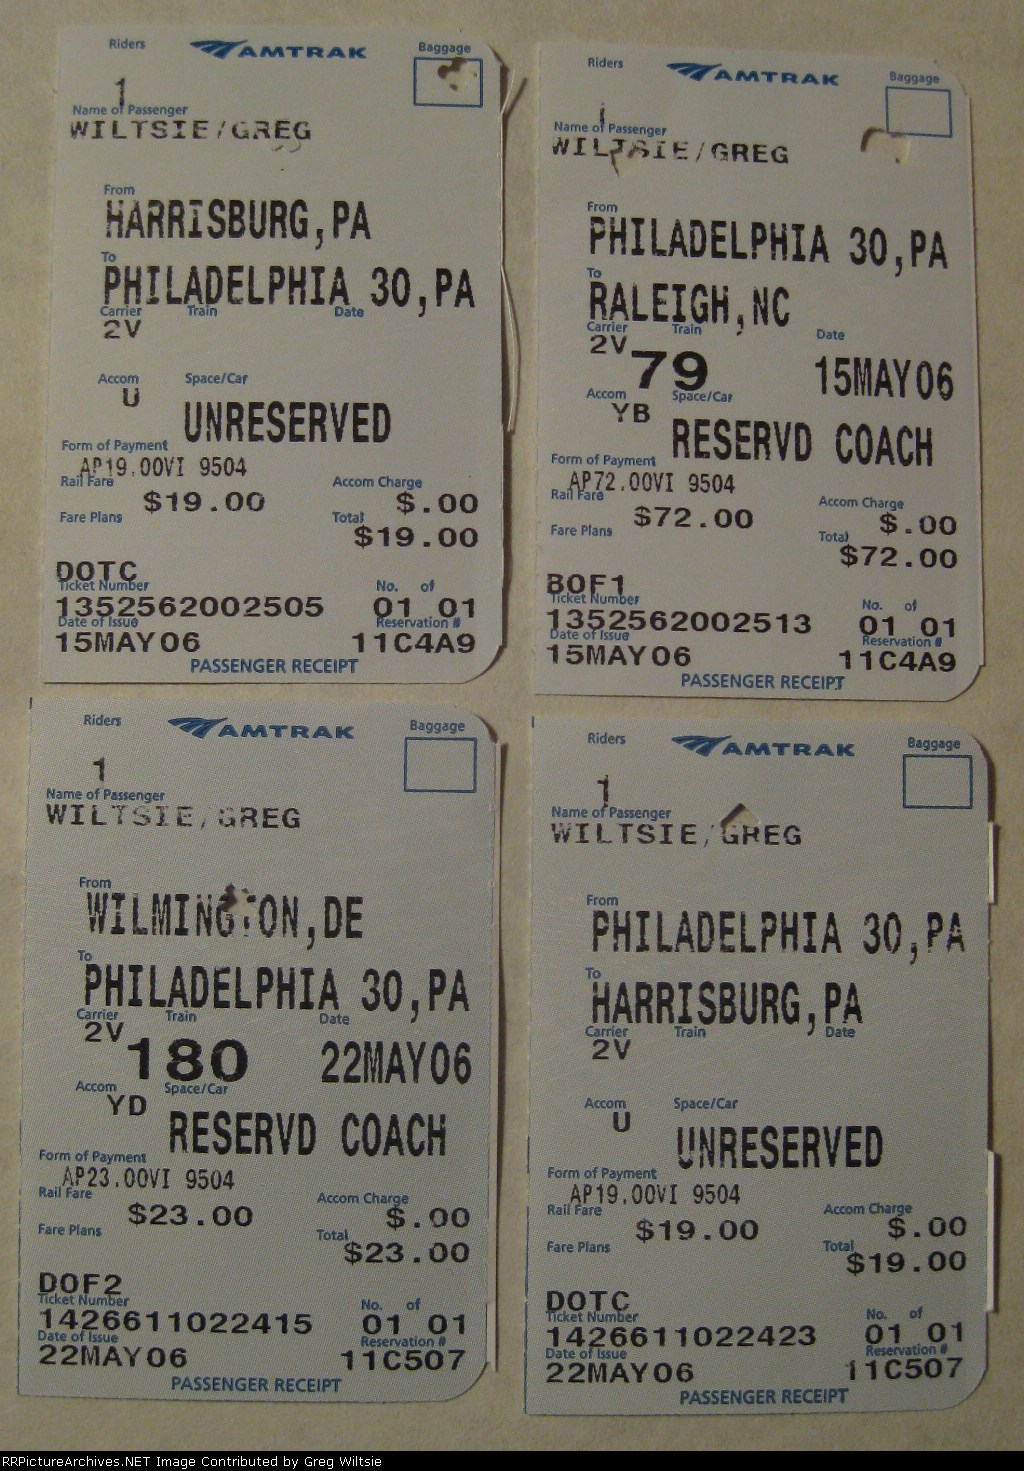 Riders AMTRAK Baggage
1
Name of Passenger
WILTSIE/GREG
From
HARRISBURG,PA
To
PHILADELPHIA 30,PA
Carrier Train Date
2V
Accom Space/Car
U
UNRESERVED
Form of Payment
AP19.00VI 9504
Rail Fare Accom Charge
$19.00 $.00
Fare Plans Total
$19.00
DOTC
Ticket Number No. of
1352562002505 01 01
Date of Issue Reservation #
15MAY06 11C4A9
PASSENGER RECEIPT
Riders AMTRAK Baggage
Name of Passenger
WILTSIE/GREG
From
PHILADELPHIA 30,PA
To
RALEIGH,NC
Carrier Train Date
2V 79 15MAY06
Accom Space/Car
YB
RESERVD COACH
Form of Payment
AP72.00VI 9504
Rail Fare Accom Charge
$72.00 $.00
Fare Plans Total
$72.00
BOF1
Ticket Number No. of
1352562002513 01 01
Date of Issue Reservation #
15MAY06 11C4A9
PASSENGER RECEIPT
Riders AMTRAK Baggage
1
Name of Passenger
WILTSIE/GREG
From
WILMINGTON,DE
To
PHILADELPHIA 30,PA
Carrier Train Date
2V 180 22MAY06
Accom Space/Car
YD
RESERVD COACH
Form of Payment
AP23.00VI 9504
Rail Fare Accom Charge
$23.00 $.00
Fare Plans Total
$23.00
DOF2
Ticket Number No. of
1426611022415 01 01
Date of Issue Reservation #
22MAY06 11C507
PASSENGER RECEIPT
Riders AMTRAK Baggage
1
Name of Passenger
WILTSIE/GREG
From
PHILADELPHIA 30,PA
To
HARRISBURG,PA
Carrier Train Date
2V
Accom Space/Car
U
UNRESERVED
Form of Payment
AP19.00VI 9504
Rail Fare Accom Charge
$19.00 $.00
Fare Plans Total
$19.00
DOTC
Ticket Number No. of
1426611022423 01 01
Date of Issue Reservation #
22MAY06 11C507
PASSENGER RECEIPT
RRPictureArchives.NET Image Contributed by Greg Wiltsie